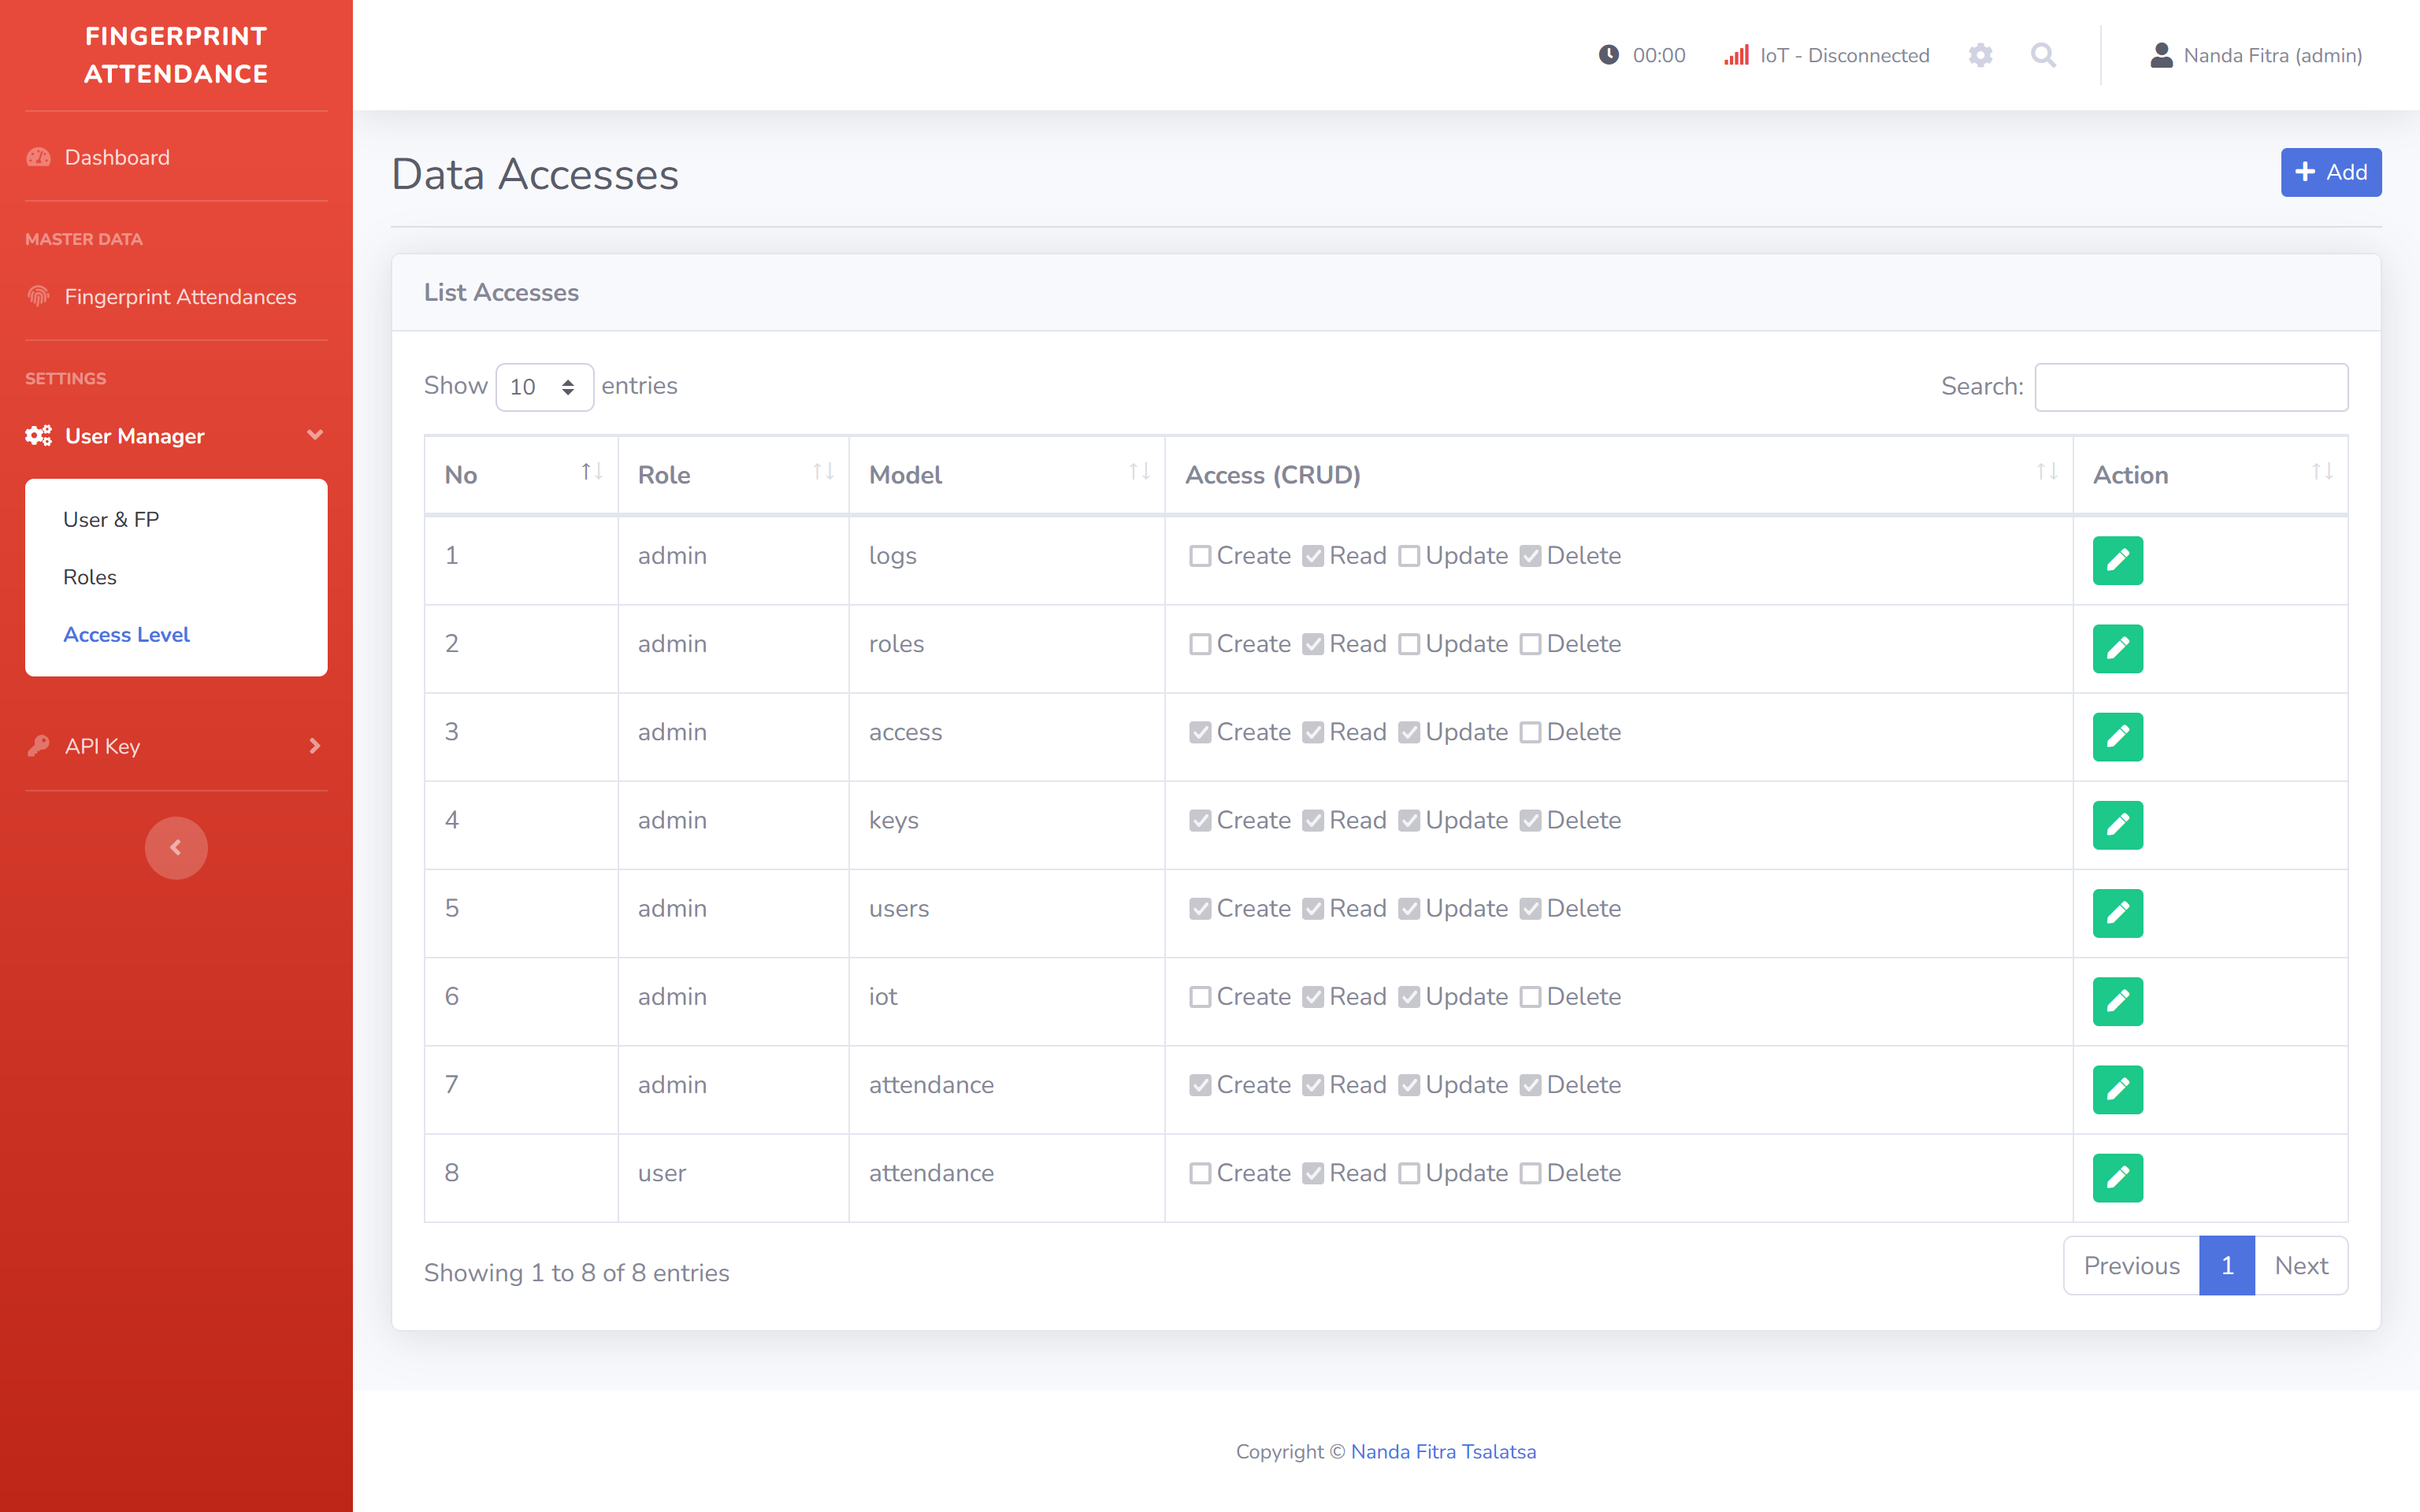 FINGERPRINT
ATTENDANCE
Dashboard
MASTER DATA
Fingerprint Attendances
SETTINGS
User Manager
User & FP
Roles
Access Level
API Key
00:00 IoT - Disconnected Nanda Fitra (admin)
Data Accesses
Add
List Accesses
Show 10 entries
Search:
No Role Model Access (CRUD) Action
1 admin logs Create Read Update Delete
2 admin roles Create Read Update Delete
3 admin access Create Read Update Delete
4 admin keys Create Read Update Delete
5 admin users Create Read Update Delete
6 admin iot Create Read Update Delete
7 admin attendance Create Read Update Delete
8 user attendance Create Read Update Delete
Showing 1 to 8 of 8 entries
Previous 1 Next
Copyright © Nanda Fitra Tsalatsa